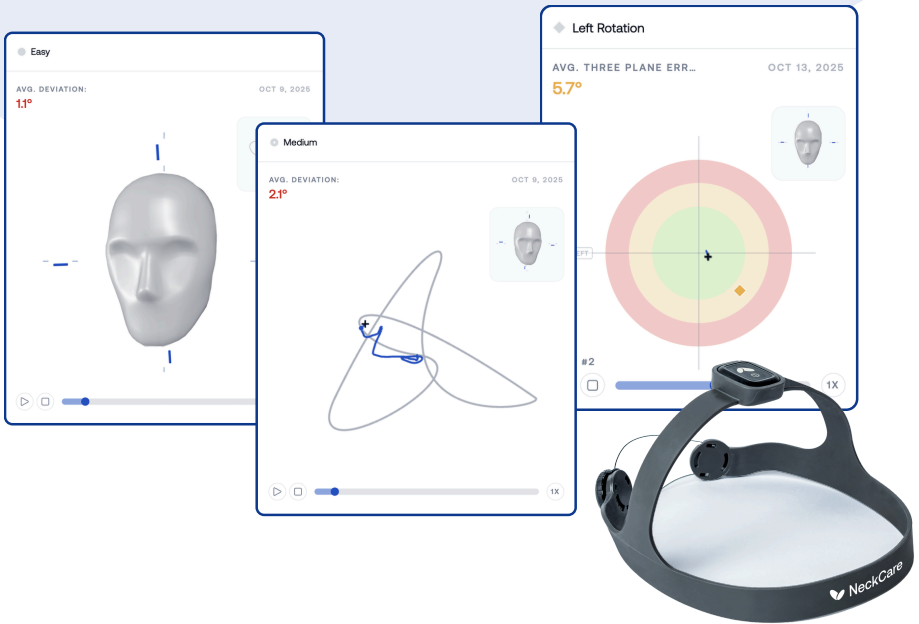 Easy
AVG. DEVIATION:
OCT 9, 2025
1.1°
Medium
AVG. DEVIATION:
OCT 9, 2025
2.1°
1X
Left Rotation
AVG. THREE PLANE ERR...
OCT 13, 2025
5.7°
#2
1X
NeckCare